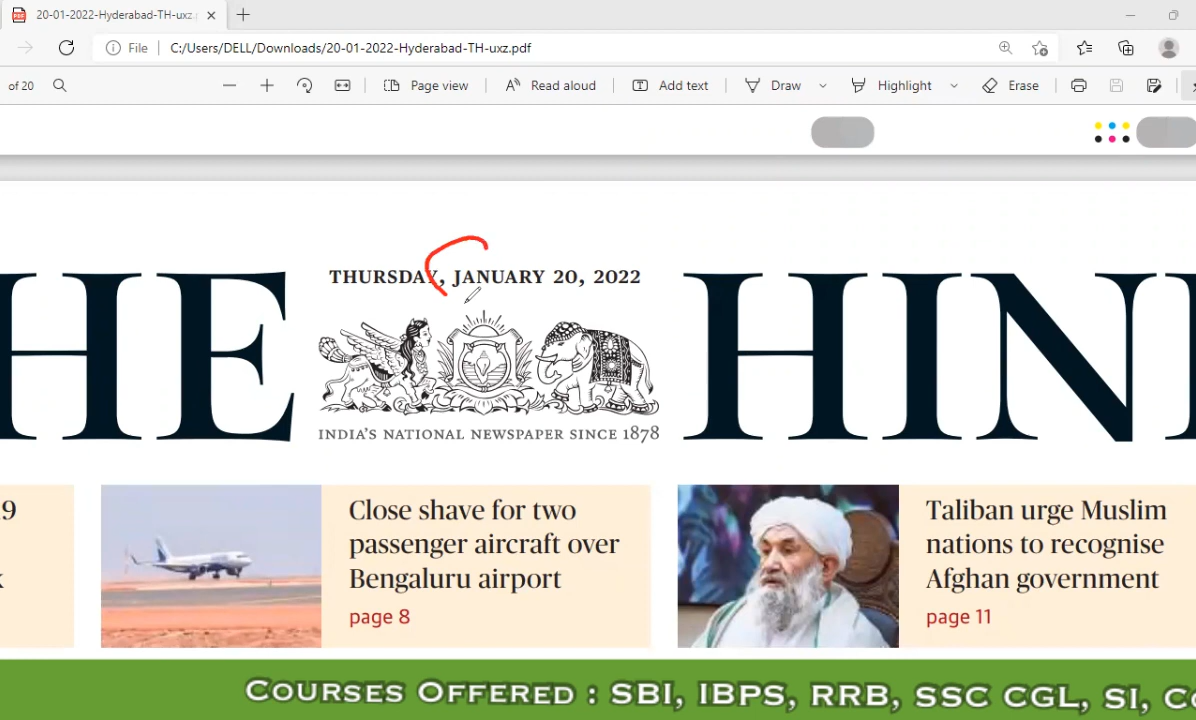 20-01-2022-Hyderabad-TH-uxz
File C:/Users/DELL/Downloads/20-01-2022-Hyderabad-TH-uxz.pdf
of 20 Page view Read aloud Add text Draw Highlight Erase
THURSDAY, JANUARY 20, 2022
HE HIN
INDIA'S NATIONAL NEWSPAPER SINCE 1878
9
Close shave for two
passenger aircraft over
Bengaluru airport
page 8
Taliban urge Muslim
nations to recognise
Afghan government
page 11
COURSES OFFERED : SBI, IBPS, RRB, SSC CGL, SI, CO